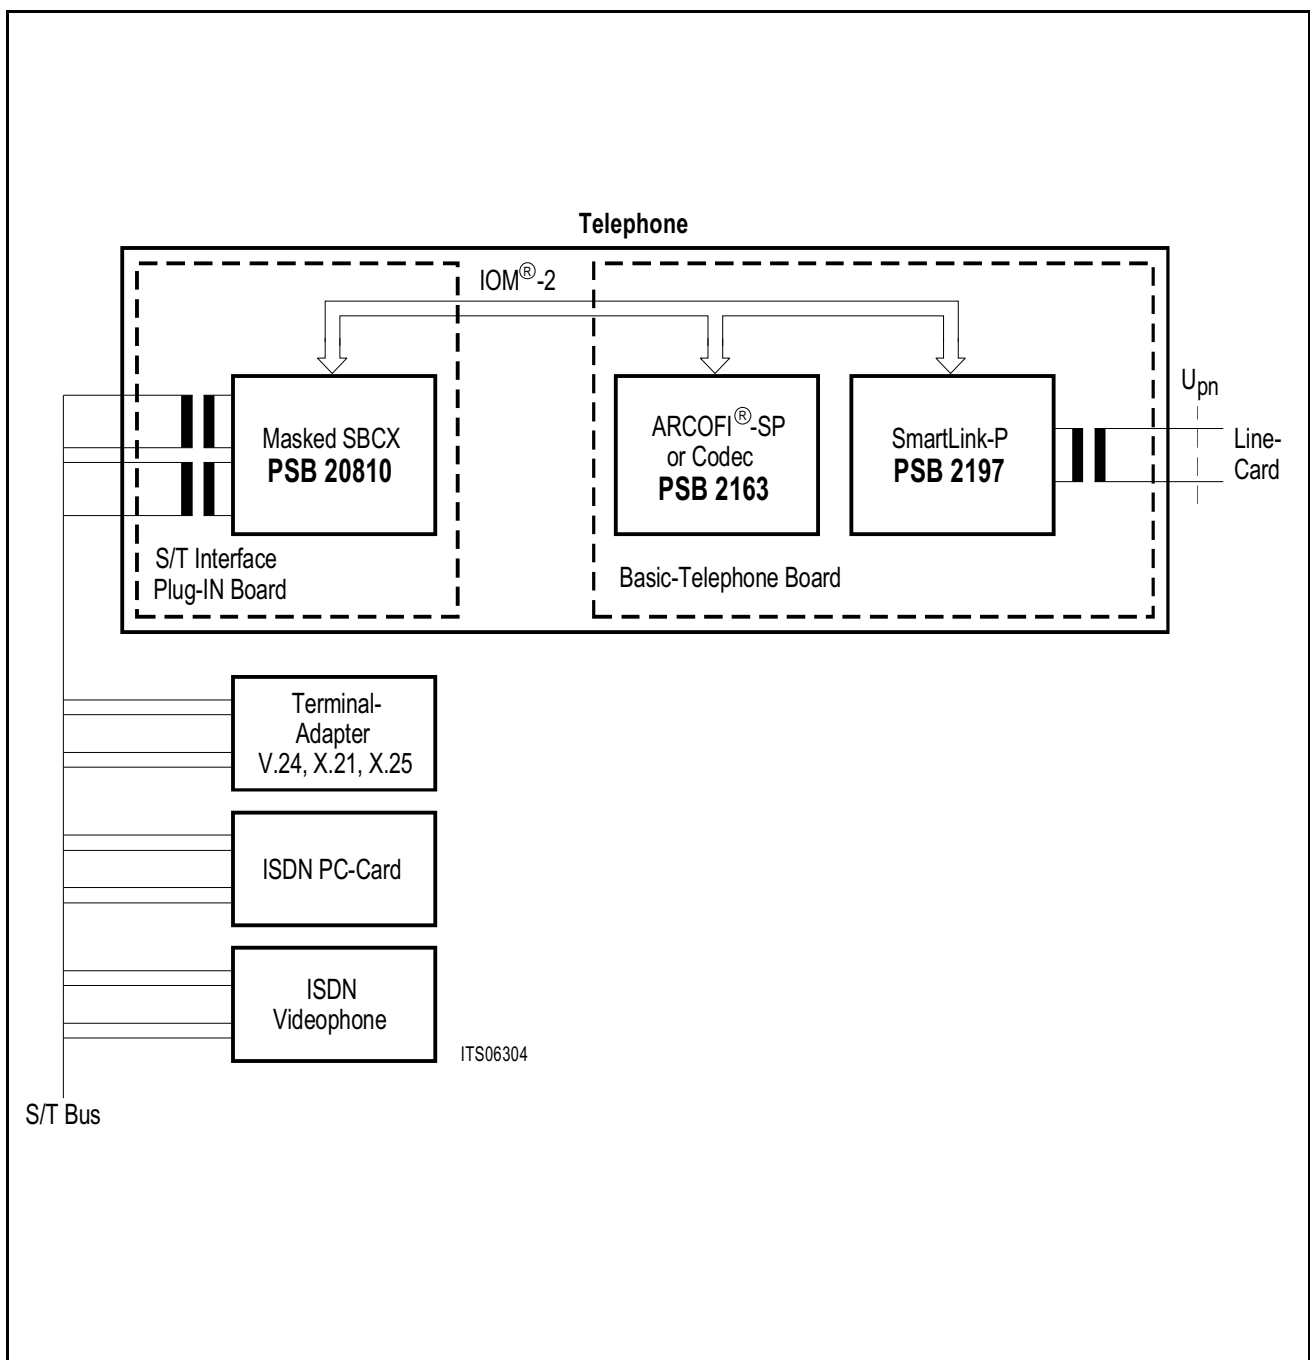 Telephone
IOM®-2
Masked SBCX
PSB 20810
ARCOFI®-SP
or Codec
PSB 2163
SmartLink-P
PSB 2197
Upn
Line-
Card
S/T Interface
Plug-IN Board
Basic-Telephone Board
Terminal-
Adapter
V.24, X.21, X.25
ISDN PC-Card
ISDN
Videophone
ITS06304
S/T Bus